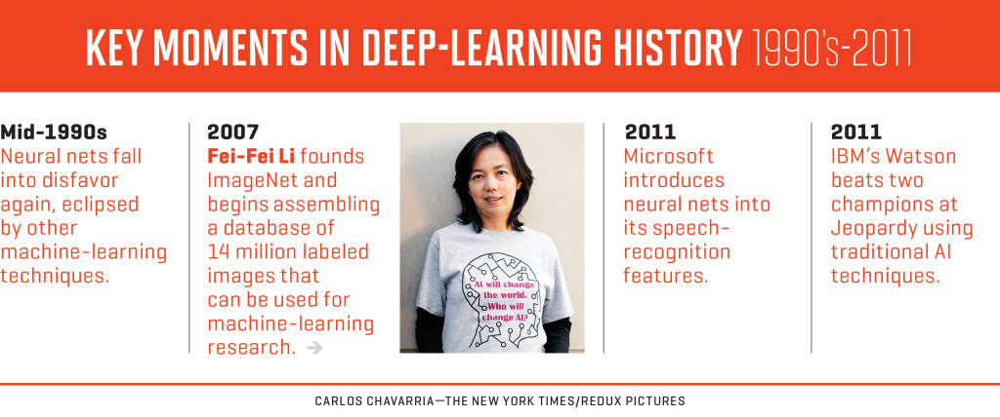 KEY MOMENTS IN DEEP-LEARNING HISTORY 1990's-2011
Mid-1990s
Neural nets fall
into disfavor
again, eclipsed
by other
machine-learning
techniques.
2007
Fei-Fei Li founds
ImageNet and
begins assembling
a database of
14 million labeled
images that
can be used for
machine-learning
research. →
AI will change
the world.
Who will
change AI?
2011
Microsoft
introduces
neural nets into
its speech-
recognition
features.
2011
IBM's Watson
beats two
champions at
Jeopardy using
traditional AI
techniques.
CARLOS CHAVARRIA—THE NEW YORK TIMES/REDUX PICTURES